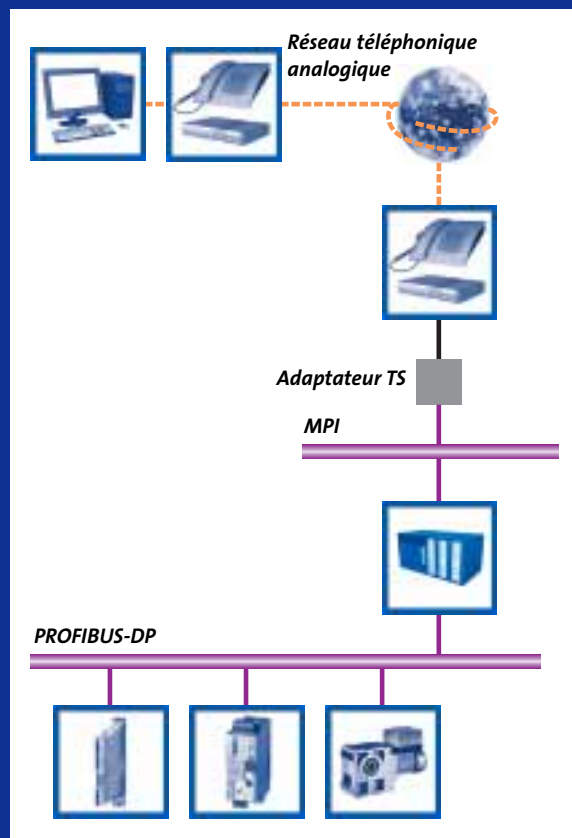 Réseau téléphonique
analogique
Adaptateur TS
MPI
PROFIBUS-DP